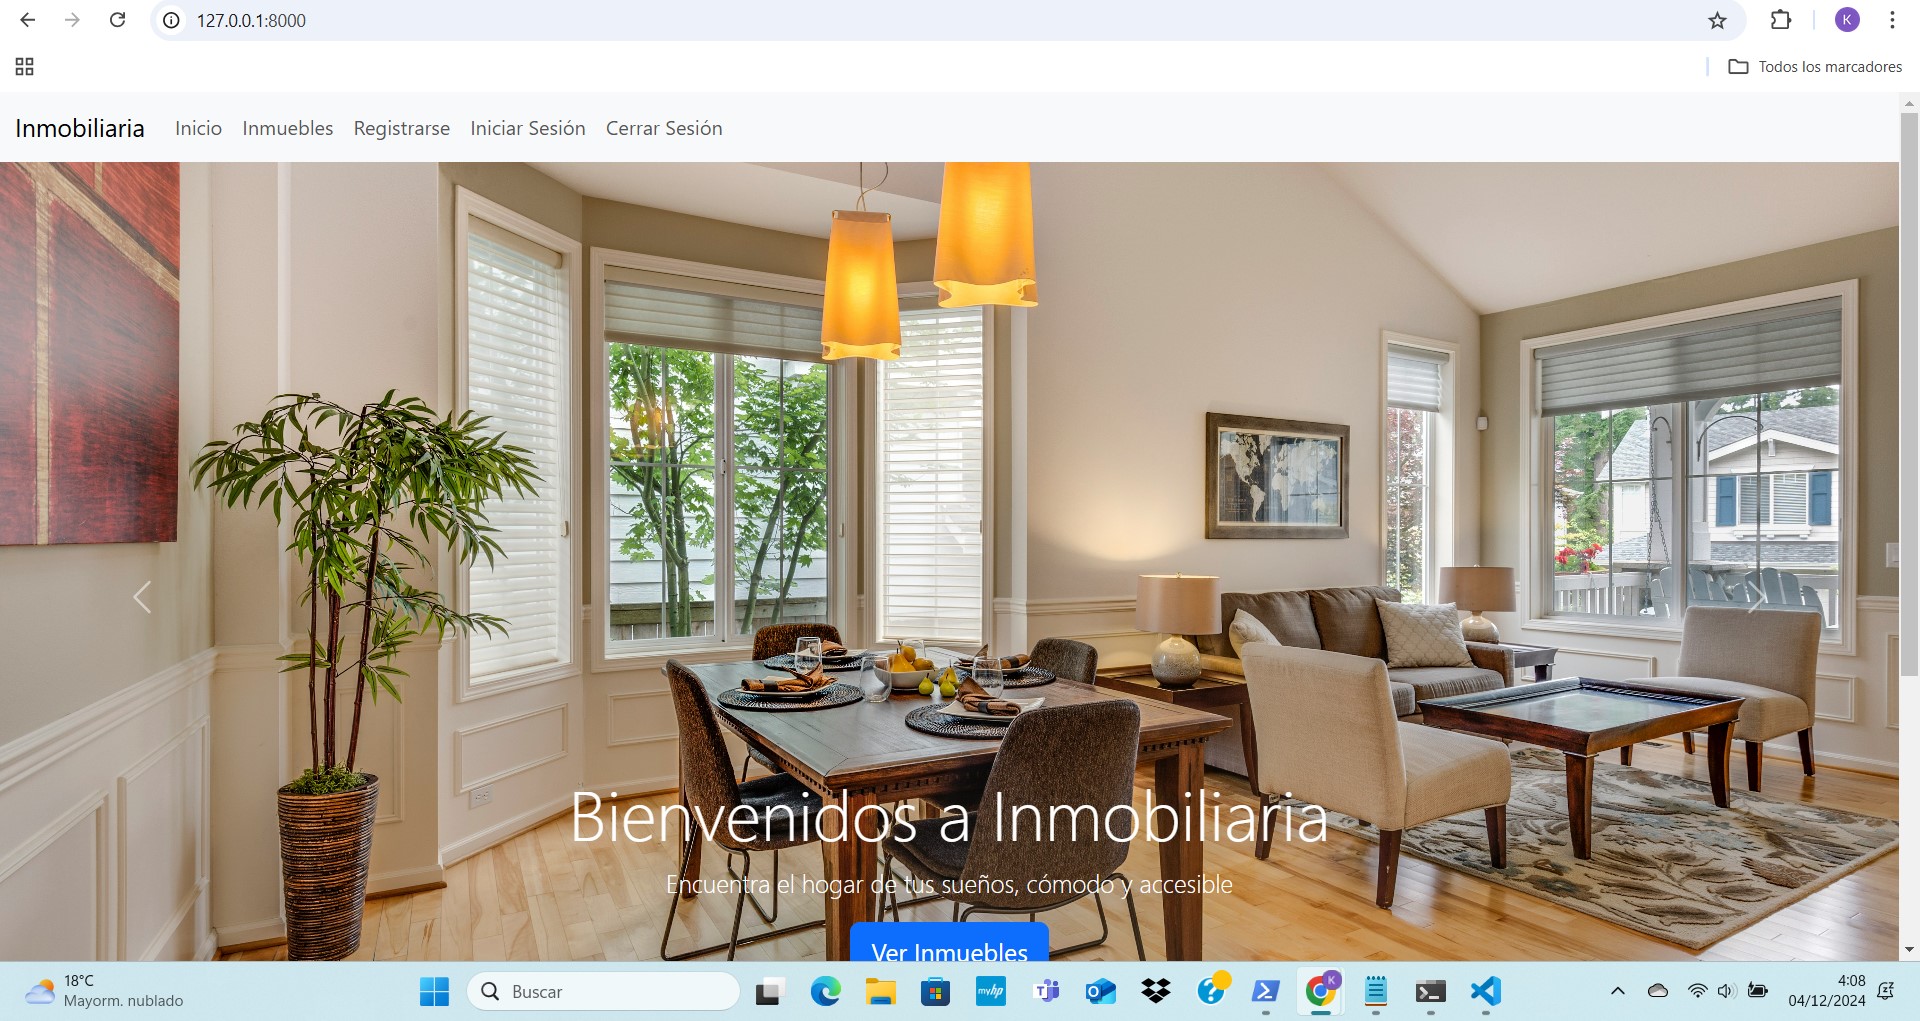 127.0.0.1:8000
K
Todos los marcadores
Inmobiliaria Inicio Inmuebles Registrarse Iniciar Sesión Cerrar Sesión
Bienvenidos a Inmobiliaria
Encuentra el hogar de tus sueños, cómodo y accesible
Ver Inmuebles
18°C
Mayorm. nublado
Buscar
myhp
K
4:08
04/12/2024